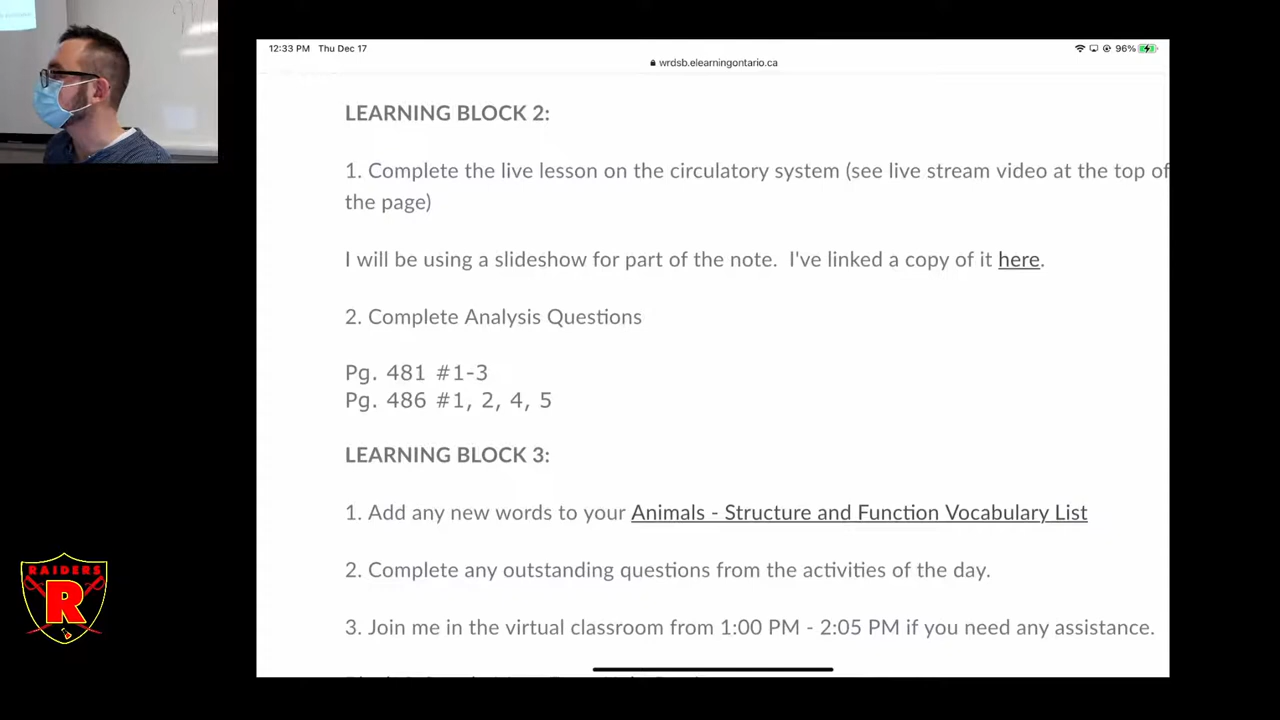 12:33 PM Thu Dec 17
96%
wrdsb.elearningontario.ca
LEARNING BLOCK 2:
1. Complete the live lesson on the circulatory system (see live stream video at the top of
the page)
I will be using a slideshow for part of the note. I've linked a copy of it here.
2. Complete Analysis Questions
Pg. 481 #1-3
Pg. 486 #1, 2, 4, 5
LEARNING BLOCK 3:
1. Add any new words to your Animals - Structure and Function Vocabulary List
2. Complete any outstanding questions from the activities of the day.
3. Join me in the virtual classroom from 1:00 PM - 2:05 PM if you need any assistance.
RAIDERS
R